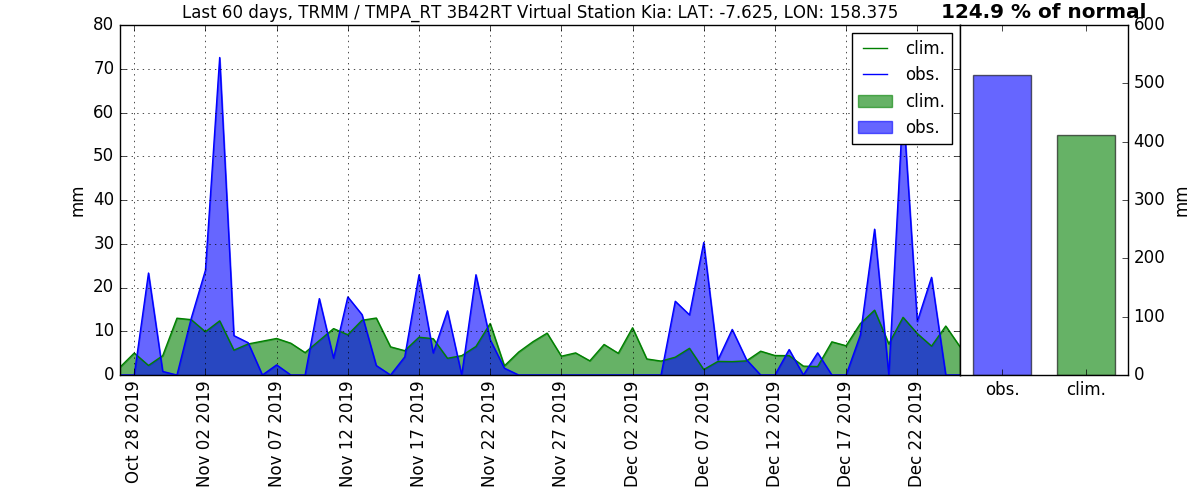 Last 60 days, TRMM / TMPA_RT 3B42RT Virtual Station Kia: LAT: -7.625, LON: 158.375
124.9 % of normal
80
70
60
50
40
30
20
10
0
mm
clim.
obs.
clim.
obs.
600
500
400
300
200
100
0
mm
Oct 28 2019
Nov 02 2019
Nov 07 2019
Nov 12 2019
Nov 17 2019
Nov 22 2019
Nov 27 2019
Dec 02 2019
Dec 07 2019
Dec 12 2019
Dec 17 2019
Dec 22 2019
obs.
clim.